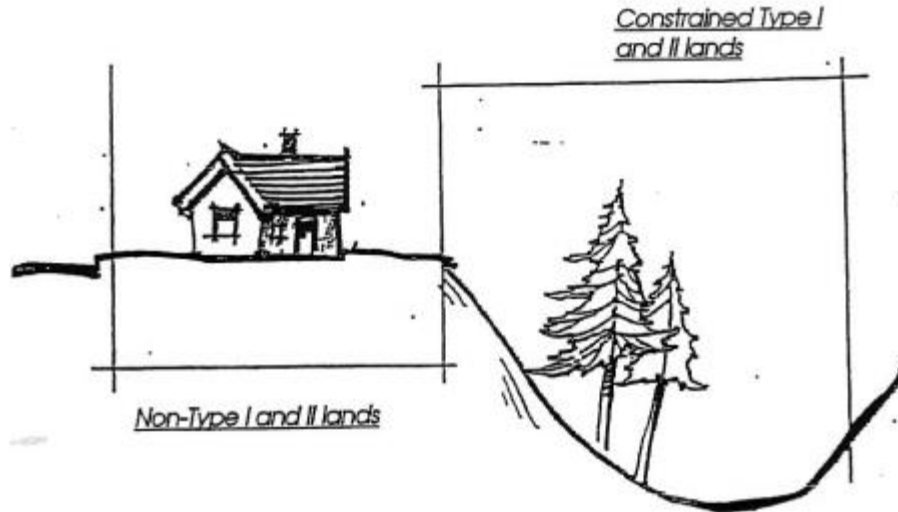 Constrained Type I
and II lands
Non-Type I and II lands